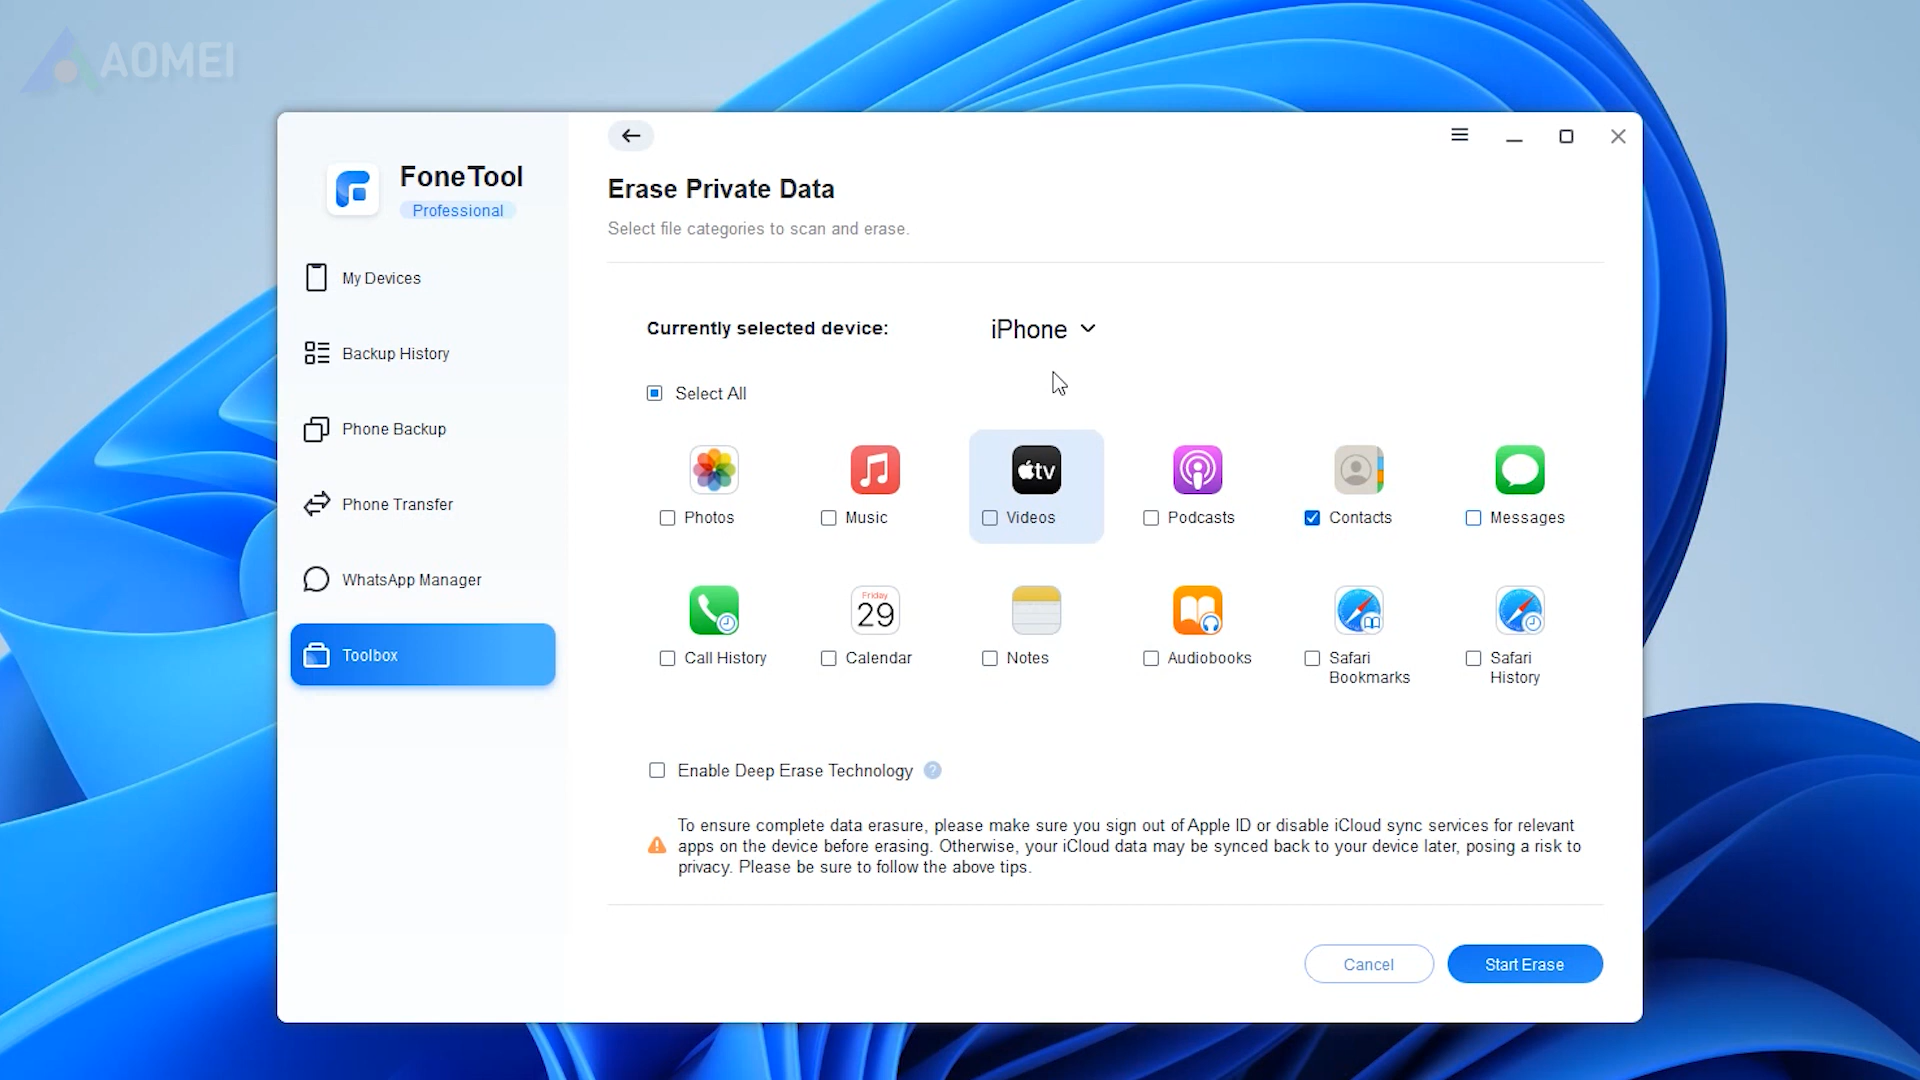 AOMEI
FoneTool
Professional
My Devices
Backup History
Phone Backup
Phone Transfer
WhatsApp Manager
Toolbox
Erase Private Data
Select file categories to scan and erase.
Currently selected device:
iPhone
Select All
tv
Photos
Music
Videos
Podcasts
Contacts
Messages
Friday
29
Call History
Calendar
Notes
Audiobooks
Safari
Bookmarks
Safari
History
Enable Deep Erase Technology ?
To ensure complete data erasure, please make sure you sign out of Apple ID or disable iCloud sync services for relevant
apps on the device before erasing. Otherwise, your iCloud data may be synced back to your device later, posing a risk to
privacy. Please be sure to follow the above tips.
Cancel
Start Erase